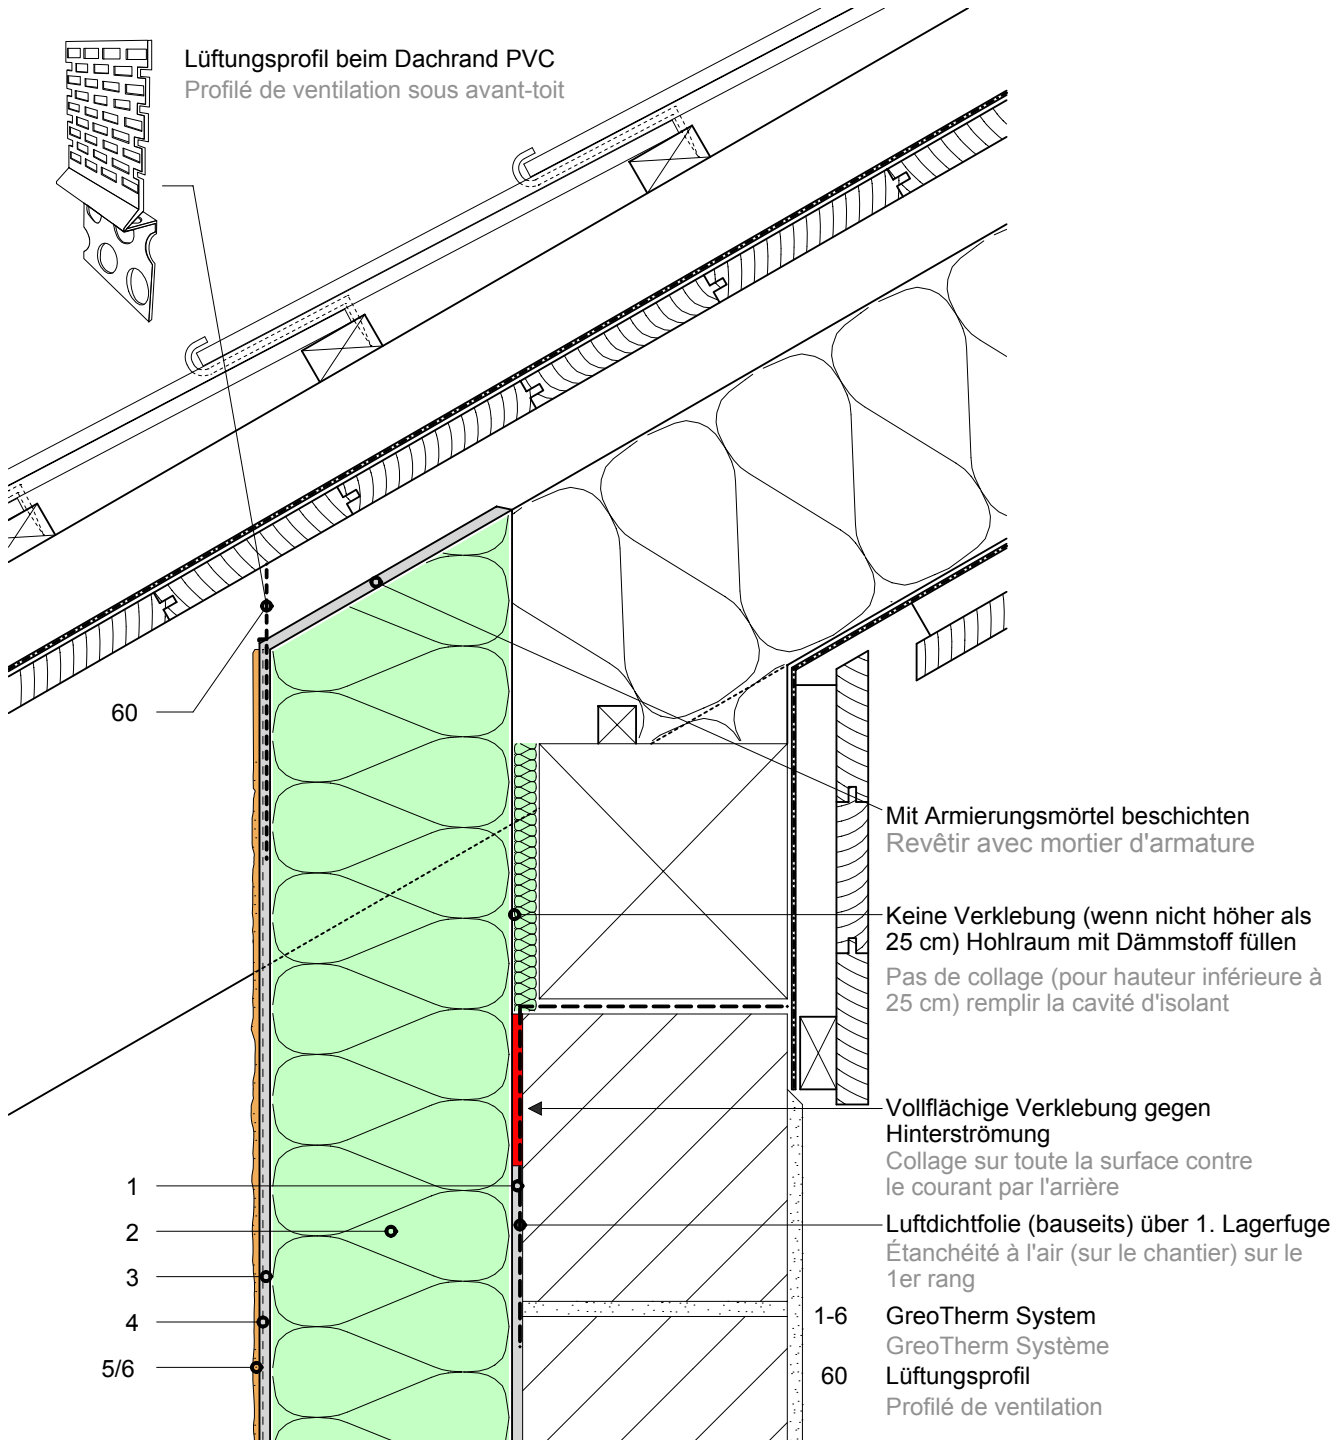 Lüftungsprofil beim Dachrand PVC
Profilé de ventilation sous avant-toit
60
Mit Armierungsmörtel beschichten
Revêtir avec mortier d'armature
Keine Verklebung (wenn nicht höher als
25 cm) Hohlraum mit Dämmstoff füllen
Pas de collage (pour hauteur inférieure à
25 cm) remplir la cavité d'isolant
Vollflächige Verklebung gegen
Hinterströmung
Collage sur toute la surface contre
le courant par l'arrière
1
2
Luftdichtfolie (bauseits) über 1. Lagerfuge
Étanchéité à l'air (sur le chantier) sur le
1er rang
3
4
5/6
1-6 GreoTherm System
GreoTherm Système
60 Lüftungsprofil
Profilé de ventilation